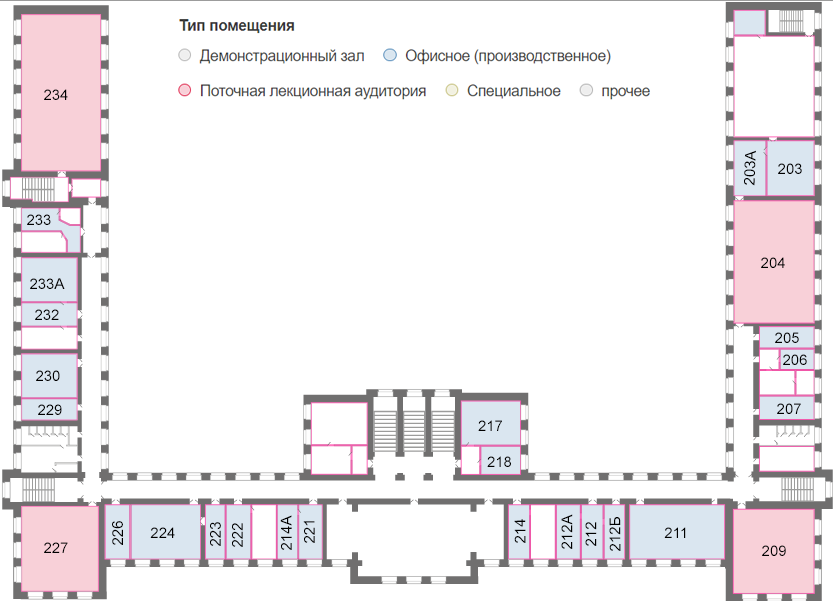 Тип помещения
Демонстрационный зал
Офисное (производственное)
Поточная лекционная аудитория
Специальное
прочее
234
203А
203
233
204
233А
232
205
206
230
229
207
217
218
226
224
223
222
214А
221
214
212А
212
212Б
211
227
209